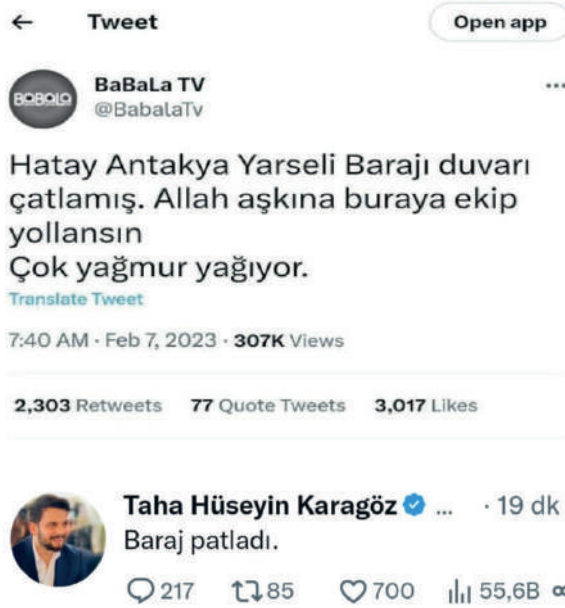 ← Tweet Open app
BOBOLO
BaBaLa TV
@BabalaTv
Hatay Antakya Yarseli Barajı duvarı
çatlamış. Allah aşkına buraya ekip
yollansın
Çok yağmur yağıyor.
Translate Tweet
7:40 AM · Feb 7, 2023 · 307K Views
2,303 Retweets 77 Quote Tweets 3,017 Likes
Taha Hüseyin Karagöz ... · 19 dk
Baraj patladı.
217 85 700 55,6B